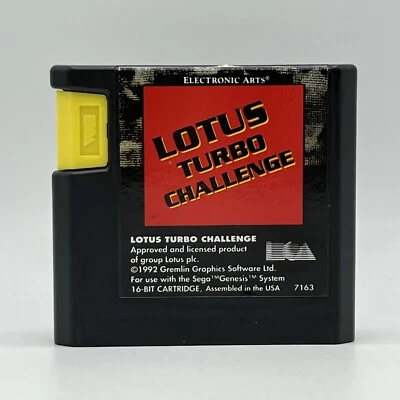 ELECTRONIC ARTS®
LOTUS
TURBO
CHALLENGE
LOTUS TURBO CHALLENGE
Approved and licensed product
of group Lotus plc.
©1992 Gremlin Graphics Software Ltd.
For use with the Sega™Genesis™ System
16-BIT CARTRIDGE, Assembled in the USA 7163
EA